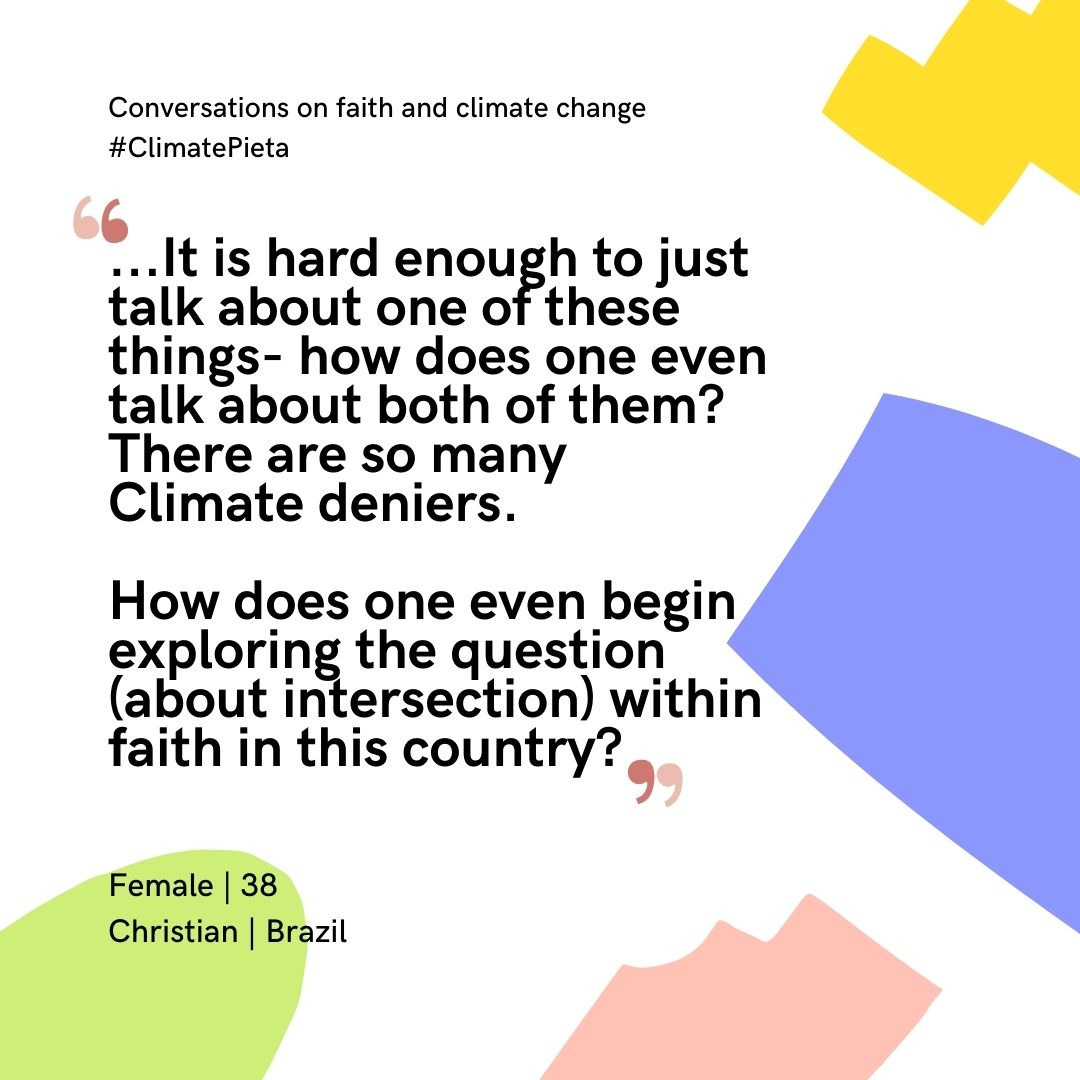 Conversations on faith and climate change
#ClimatePieta
“
...It is hard enough to just
talk about one of these
things- how does one even
talk about both of them?
There are so many
Climate deniers.
How does one even begin
exploring the question
(about intersection) within
faith in this country?
”
Female | 38
Christian | Brazil